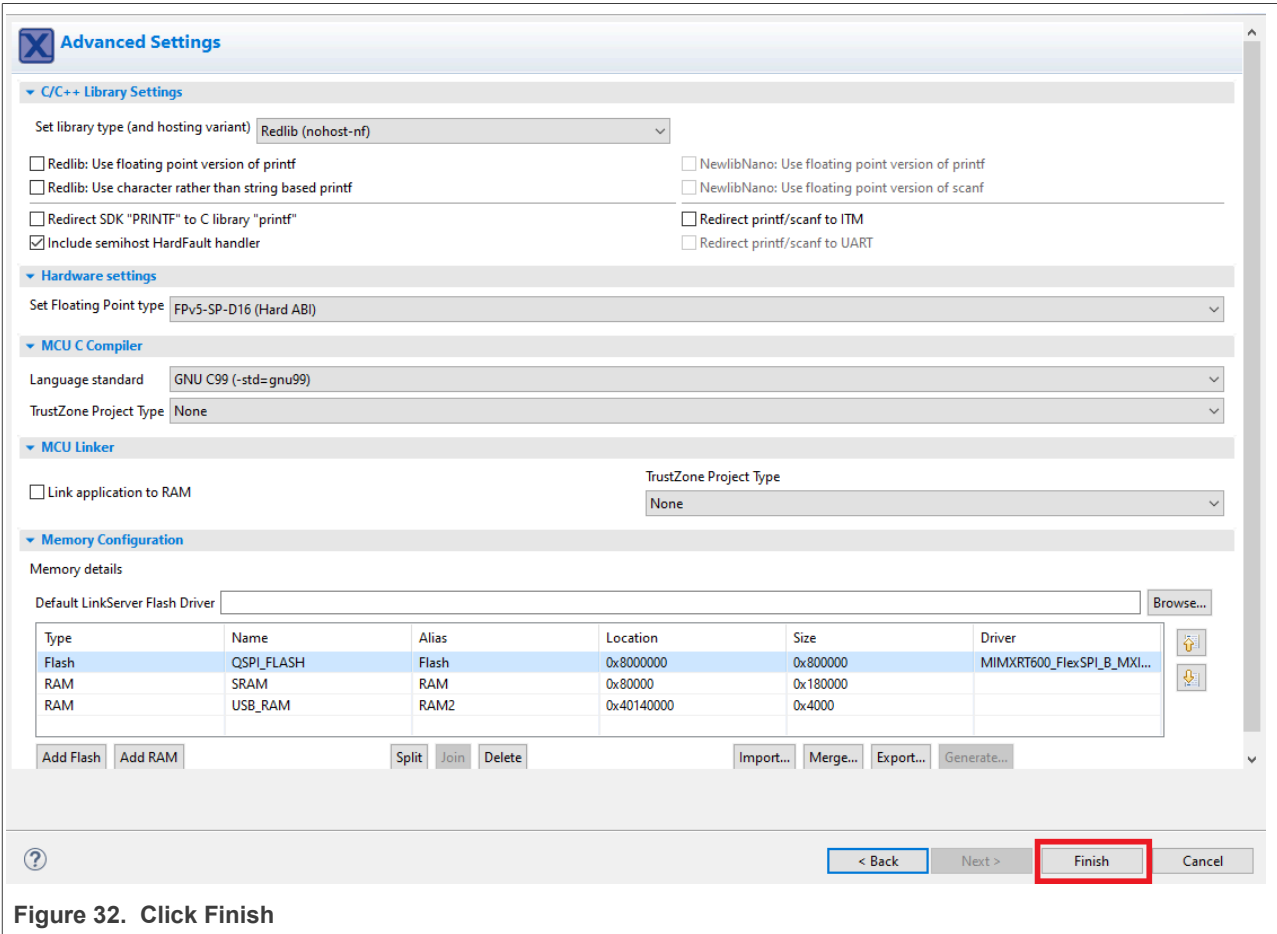 Advanced Settings
C/C++ Library Settings
Set library type (and hosting variant) Redlib (nohost-nf)
Redlib: Use floating point version of printf NewlibNano: Use floating point version of printf
Redlib: Use character rather than string based printf NewlibNano: Use floating point version of scanf
Redirect SDK "PRINTF" to C library "printf" Redirect printf/scanf to ITM
Include semihost HardFault handler Redirect printf/scanf to UART
Hardware settings
Set Floating Point type FPv5-SP-D16 (Hard ABI)
MCU C Compiler
Language standard GNU C99 (-std=gnu99)
TrustZone Project Type None
MCU Linker
TrustZone Project Type
Link application to RAM
None
Memory Configuration
Memory details
Default LinkServer Flash Driver Browse...
Type Name Alias Location Size Driver
Flash QSPI_FLASH Flash 0x8000000 0x800000 MIMXRT600_FlexSPI_B_MXI...
RAM SRAM RAM 0x80000 0x180000
RAM USB_RAM RAM2 0x40140000 0x4000
Add Flash Add RAM Split Join Delete Import... Merge... Export... Generate...
< Back Next > Finish Cancel
Figure 32. Click Finish